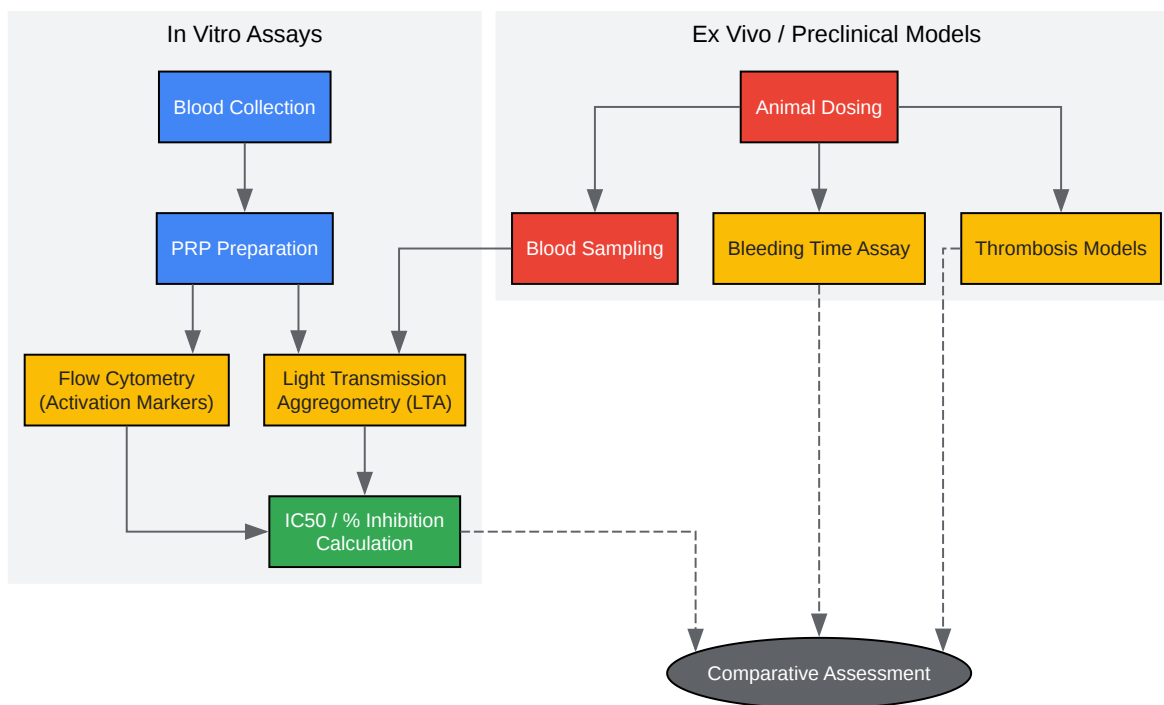 In Vitro Assays
Blood Collection
PRP Preparation
Flow Cytometry
(Activation Markers)
Light Transmission
Aggregometry (LTA)
IC50 / % Inhibition
Calculation
Ex Vivo / Preclinical Models
Animal Dosing
Blood Sampling
Bleeding Time Assay
Thrombosis Models
Comparative Assessment